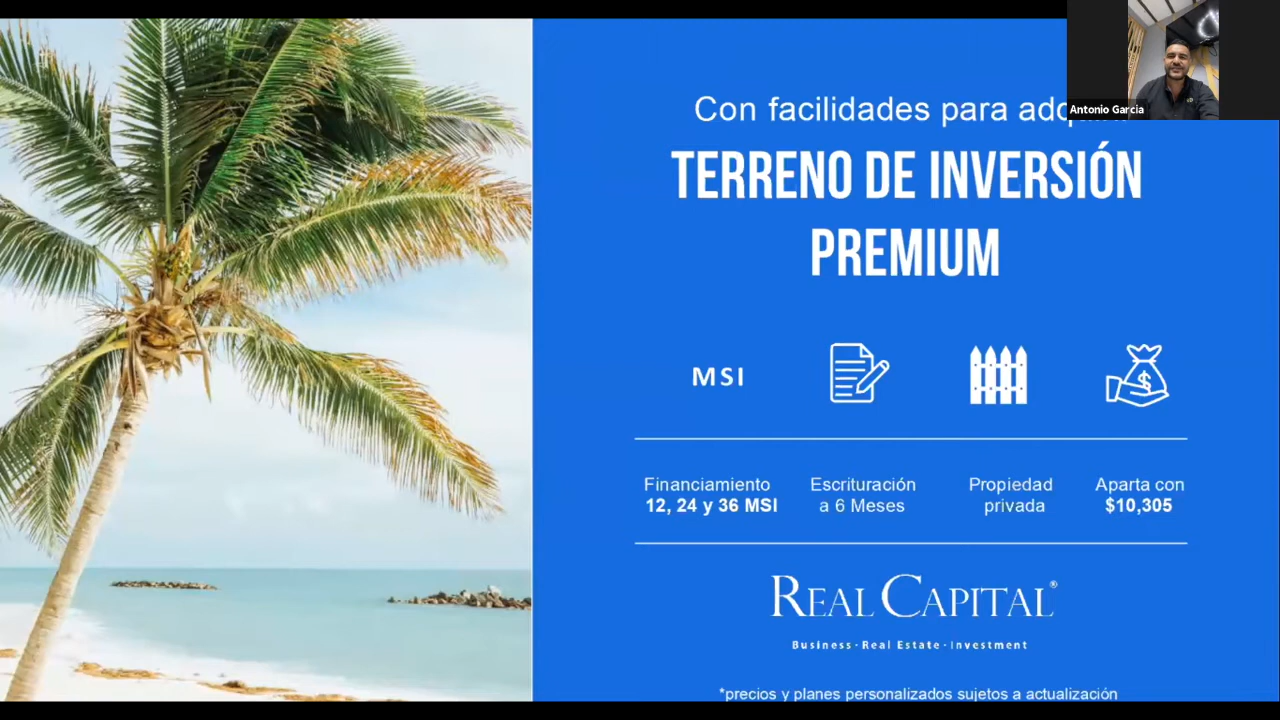 Con facilidades para
TERRENO DE INVERSIÓN
PREMIUM
MSI
Financiamiento
12, 24 y 36 MSI
Escrituración
a 6 Meses
Propiedad
privada
Aparta con
$10,305
REAL CAPITAL®
Business·Real Estate·Investment
*precios y planes personalizados sujetos a actualización
Antonio Garcia